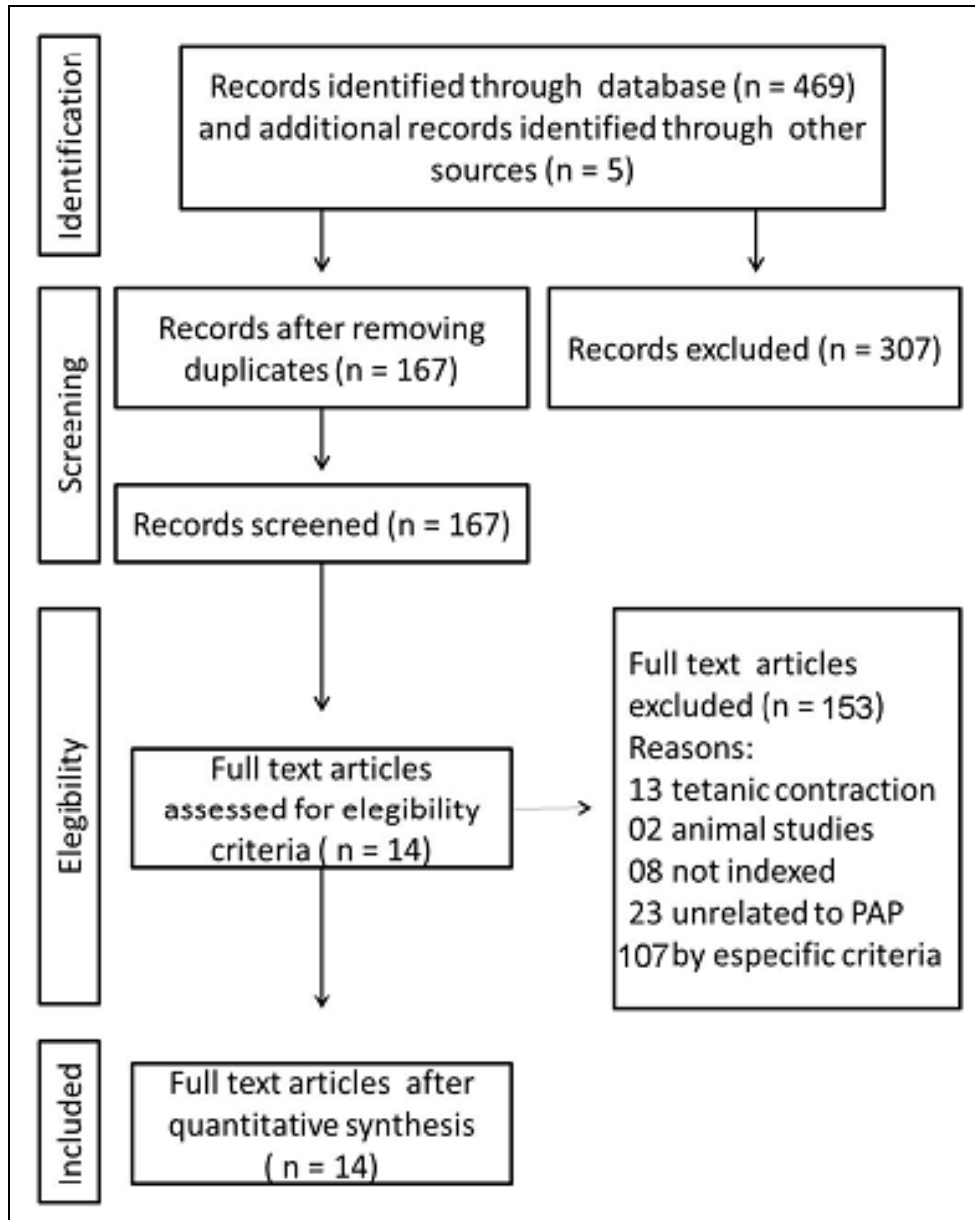 Identification
Records identified through database (n = 469)
and additional records identified through other
sources (n = 5)
Screening
Records after removing
duplicates (n = 167)
Records excluded (n = 307)
Records screened (n = 167)
Elegibility
Full text articles
assessed for elegibility
criteria ( n = 14)
Full text articles
excluded (n = 153)
Reasons:
13 tetanic contraction
02 animal studies
08 not indexed
23 unrelated to PAP
107 by especific criteria
Included
Full text articles after
quantitative synthesis
( n = 14)